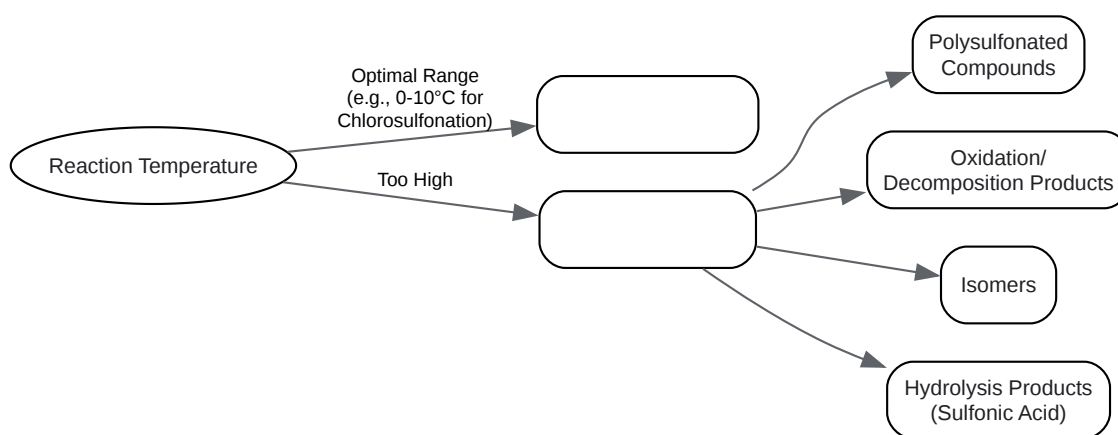 Polysulfonated
Compounds
Optimal Range
(e.g., 0-10°C for
Chlorosulfonation)
Reaction Temperature
Too High
Oxidation/
Decomposition Products
Isomers
Hydrolysis Products
(Sulfonic Acid)